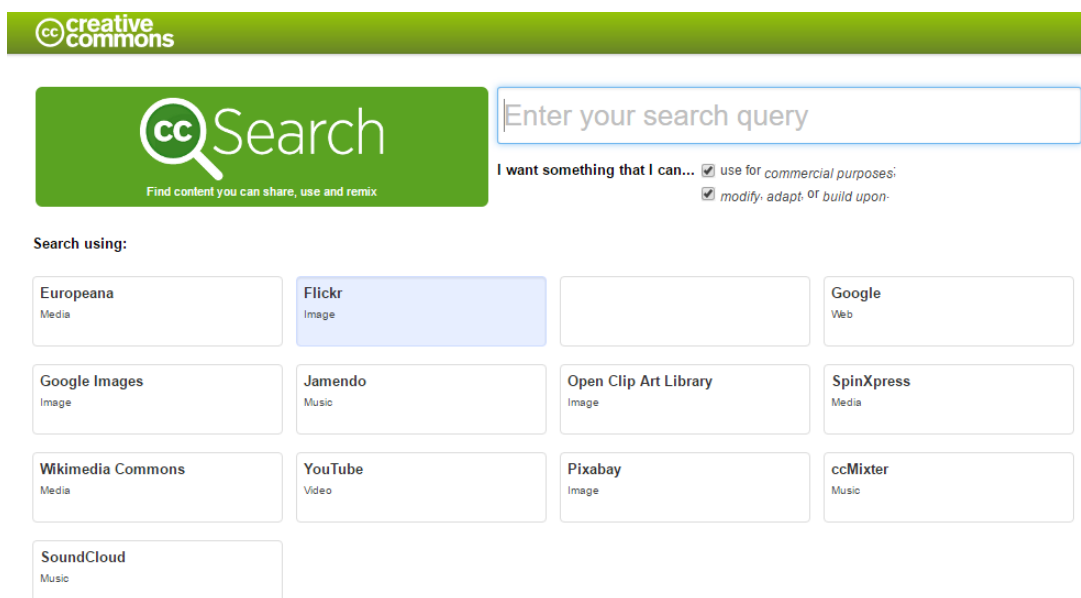 cc creative
commons
cc Search
Find content you can share, use and remix
Enter your search query
I want something that I can... use for commercial purposes;
modify, adapt, or build upon.
Search using:
Europeana
Media
Flickr
Image
Google
Web
Google Images
Image
Jamendo
Music
Open Clip Art Library
Image
SpinXpress
Media
Wikimedia Commons
Media
YouTube
Video
Pixabay
Image
ccMixter
Music
SoundCloud
Music